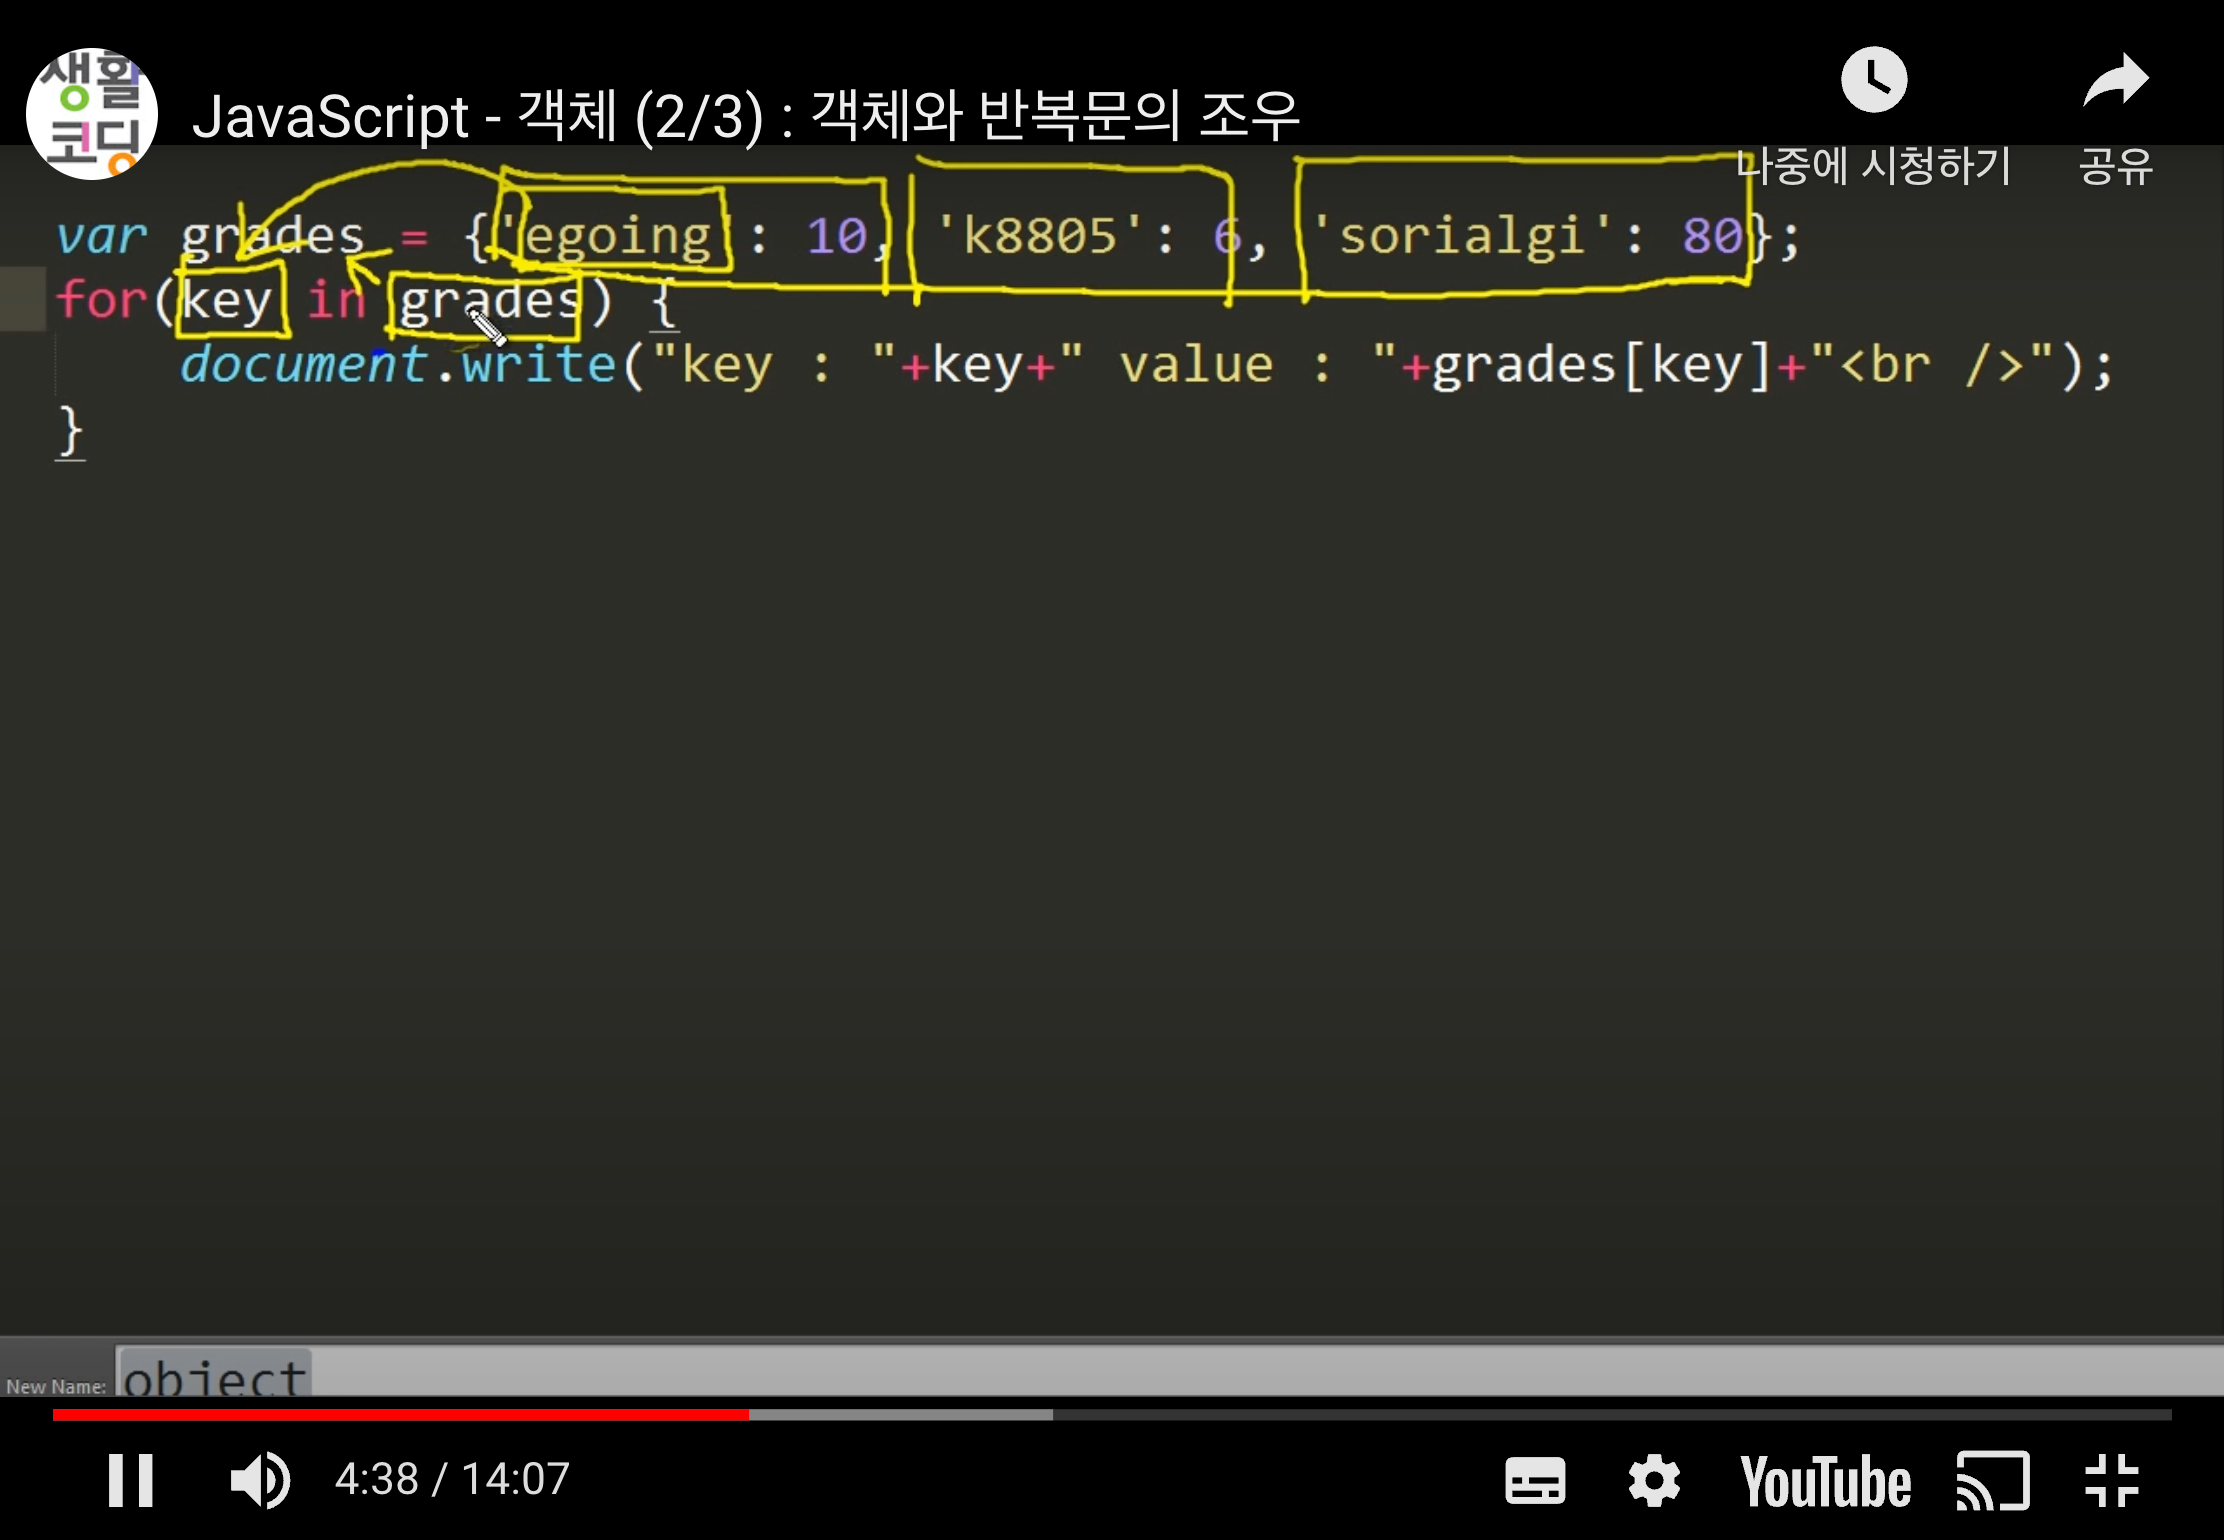 생활
코딩
JavaScript - 객체 (2/3) : 객체와 반복문의 조우
나중에 시청하기
공유
var grades = {'egoing': 10, 'k8805': 6, 'sorialgi': 80};
for(key in grades) {
document.write("key : "+key+" value : "+grades[key]+"<br />");
}
New Name: object
4:38 / 14:07
YouTube